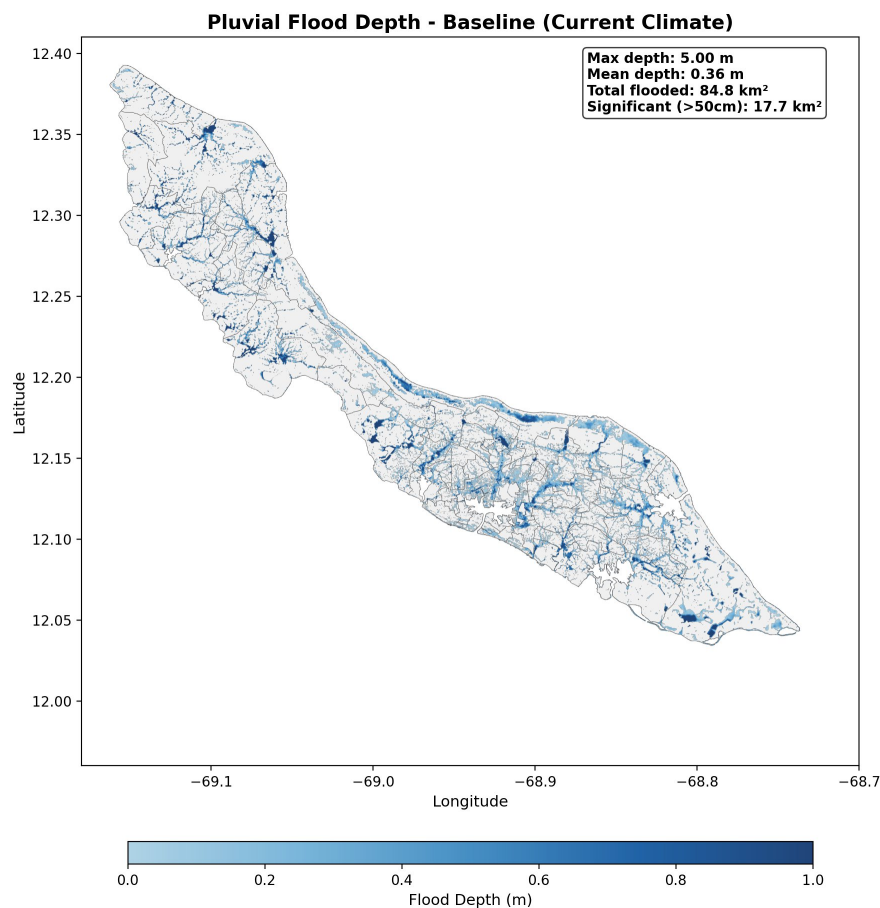 Pluvial Flood Depth - Baseline (Current Climate)
Max depth: 5.00 m
Mean depth: 0.36 m
Total flooded: 84.8 km²
Significant (>50cm): 17.7 km²
12.40
12.35
12.30
12.25
12.20
12.15
12.10
12.05
12.00
Latitude
−69.1
−69.0
−68.9
−68.8
−68.7
Longitude
0.0
0.2
0.4
0.6
0.8
1.0
Flood Depth (m)